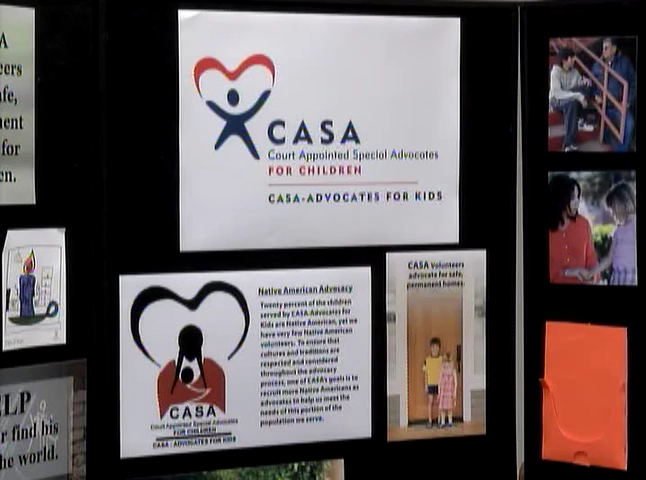 A
eers
afe,
nent
for
en.
CASA
Court Appointed Special Advocates
FOR CHILDREN
CASA-ADVOCATES FOR KIDS
CASA Volunteers
advocate for safe,
permanent homes.
Native American Advocacy
Twenty percent of the children
served by CASA-Advocates for
Kids are Native American, yet we
have very few Native American
volunteers. To ensure that
cultures and traditions are
respected and considered
throughout the advocacy
process, one of CASA's goals is to
recruit more Native Americans as
advocates to help us meet the
needs of this portion of the
population we serve.
CASA
Court Appointed Special Advocates
FOR CHILDREN
CASA - ADVOCATES FOR KIDS
ELP
r find his
he world.